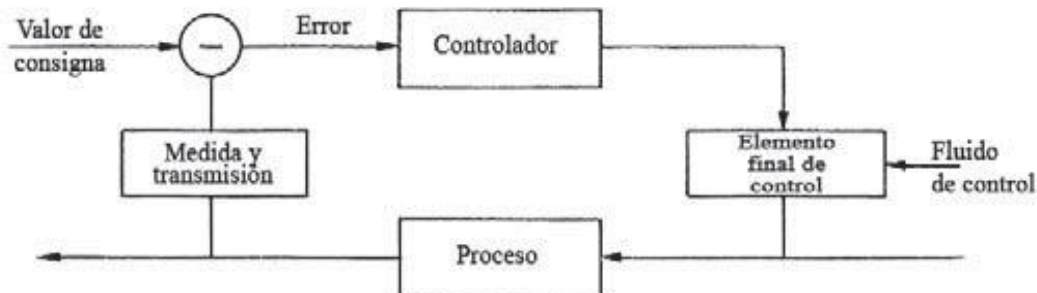 Valor de
consigna
—
Error
Controlador
Medida y
transmisión
Elemento
final de
control
Fluido
de control
Proceso